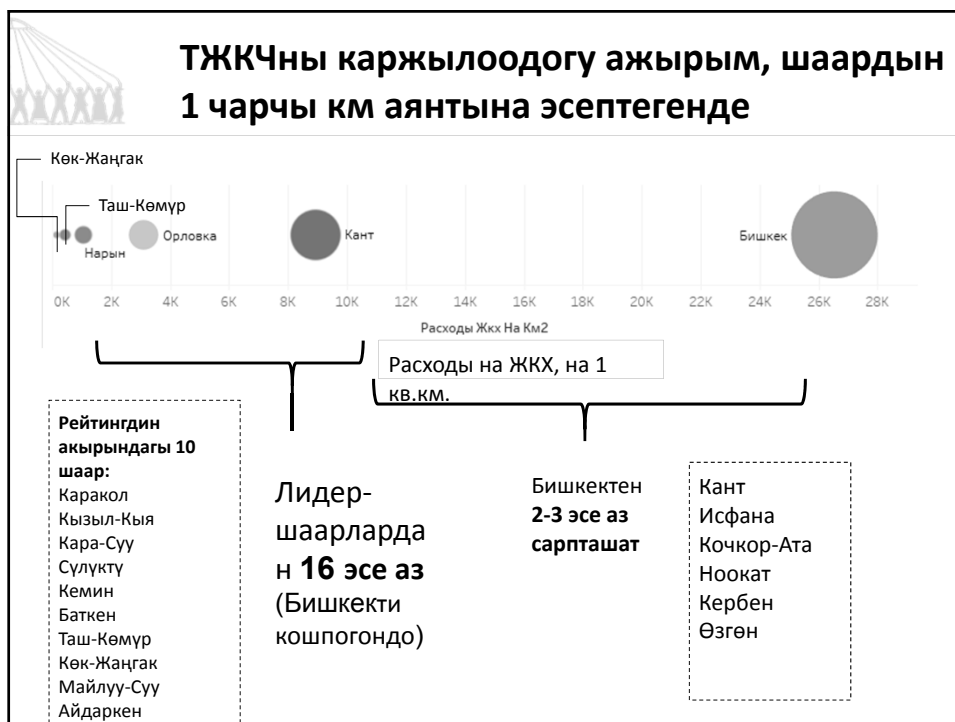 ТЖКЧны каржылоодогу ажырым, шаардын
1 чарчы км аянтына эсептегенде
Көк-Жаңгак
Таш-Көмүр
Нарын
Орловка
Кант
Бишкек
0K 2K 4K 6K 8K 10K 12K 14K 16K 18K 20K 22K 24K 26K 28K
Расходы Жкх На Км2
Расходы на ЖКХ, на 1
кв.км.
Рейтингдин
акырындагы 10
шаар:
Каракол
Кызыл-Кыя
Кара-Суу
Сүлүктү
Кемин
Баткен
Таш-Көмүр
Көк-Жаңгак
Майлуу-Суу
Айдаркен
Лидер-
шаарларда
н 16 эсе аз
(Бишкекти
кошпогондо)
Бишкектен
2-3 эсе аз
сарпташат
Кант
Исфана
Кочкор-Ата
Ноокат
Кербен
Өзгөн